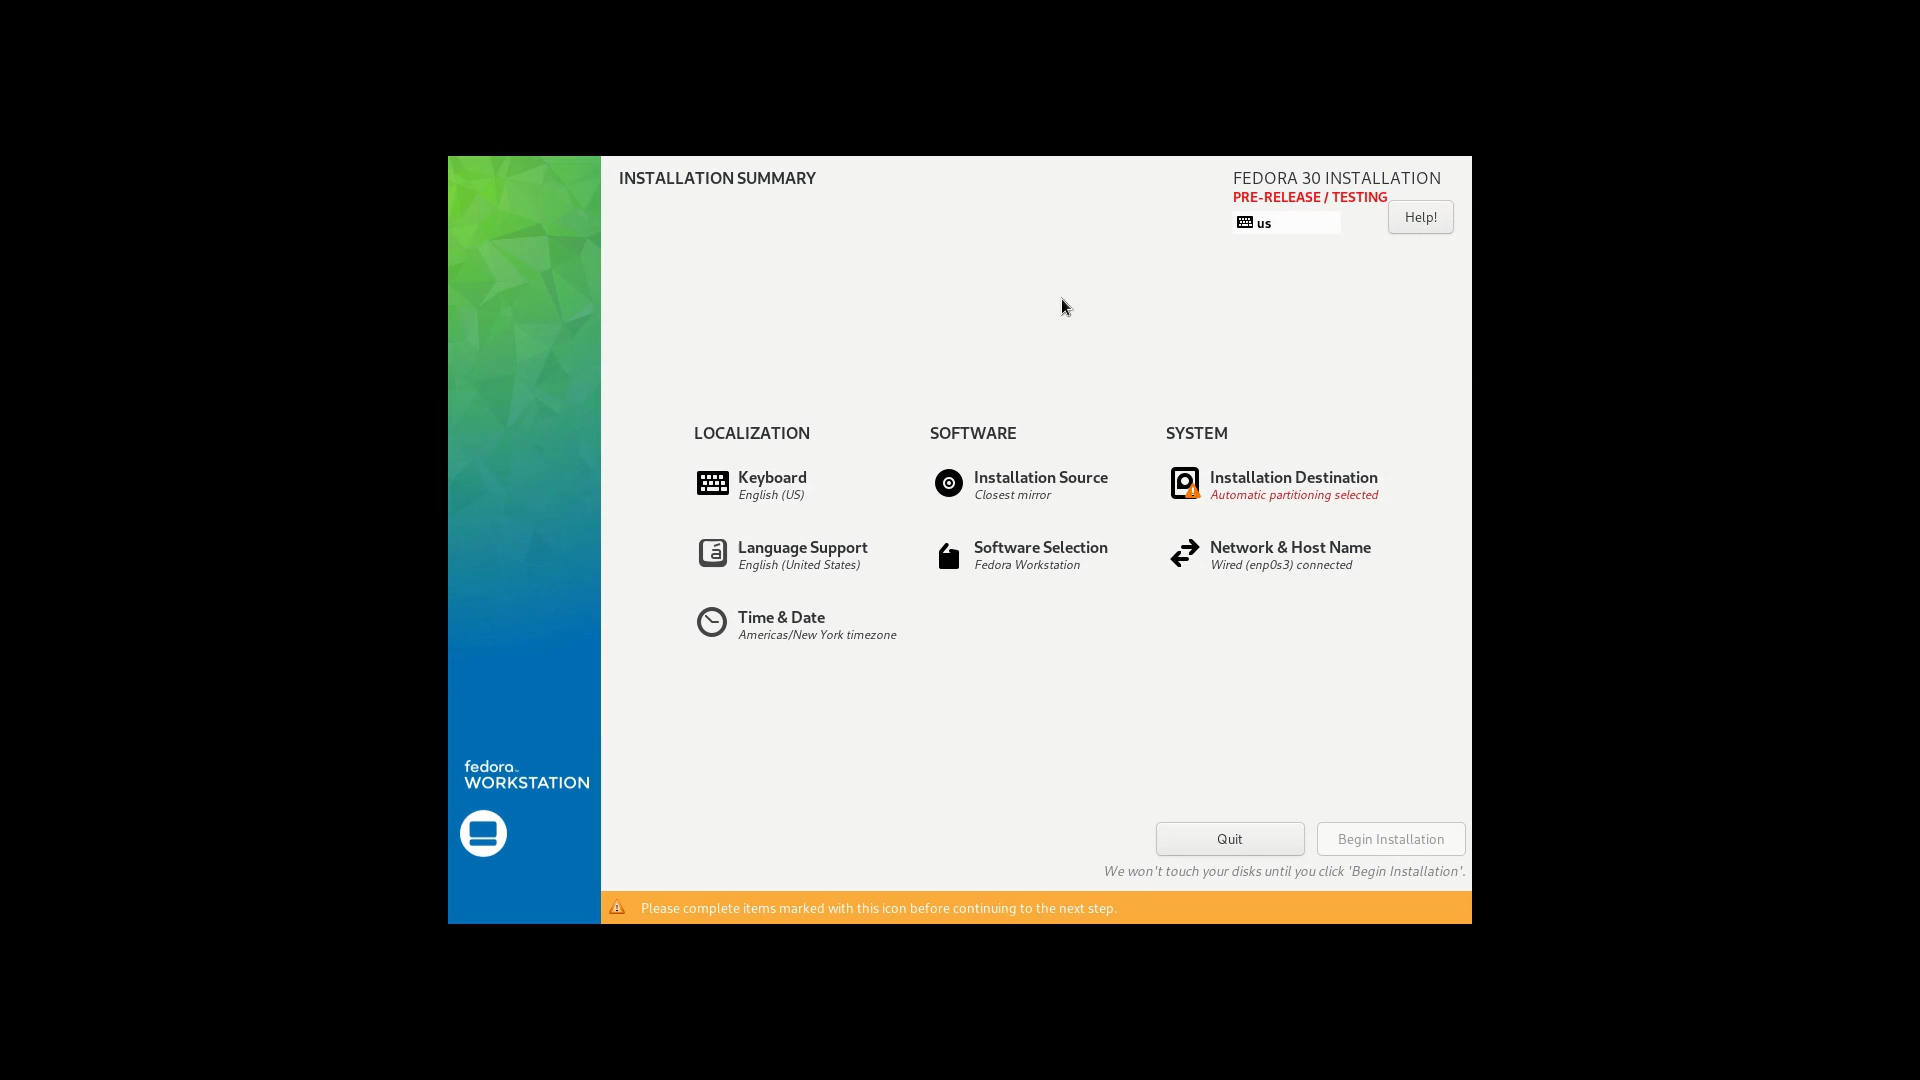 INSTALLATION SUMMARY
FEDORA 30 INSTALLATION
PRE-RELEASE / TESTING
us
Help!
LOCALIZATION
Keyboard
English (US)
Language Support
English (United States)
Time & Date
Americas/New York timezone
SOFTWARE
Installation Source
Closest mirror
Software Selection
Fedora Workstation
SYSTEM
Installation Destination
Automatic partitioning selected
Network & Host Name
Wired (enp0s3) connected
fedora™
WORKSTATION
Quit
Begin Installation
We won't touch your disks until you click 'Begin Installation'.
Please complete items marked with this icon before continuing to the next step.